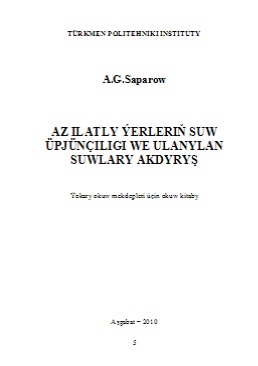 TÜRKMEN POLITEHNIKI INSTITUTY
A.G.Saparow
AZ ILATLY ÝERLERIŇ SUW
ÜPJÜNÇILIGI WE ULANYLAN
SUWLARY AKDYRYŞ
Ýokary okuw mekdepleri üçin okuw kitaby
Aşgabat – 2010
5